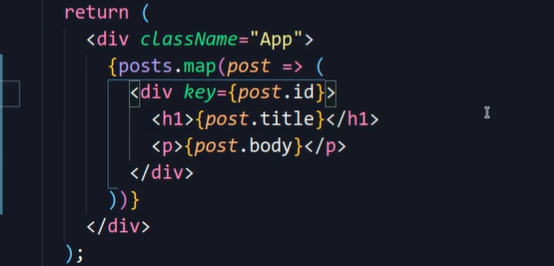 return (
<div className="App">
{posts.map(post => (
<div key={post.id}>
<h1>{post.title}</h1>
<p>{post.body}</p>
</div>
))}
</div>
);